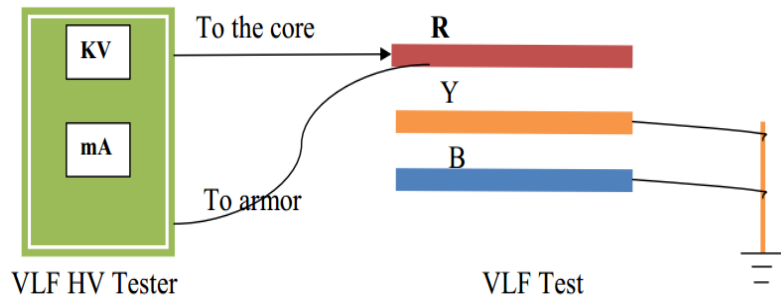 KV
To the core
R
mA
Y
B
To armor
VLF HV Tester
VLF Test